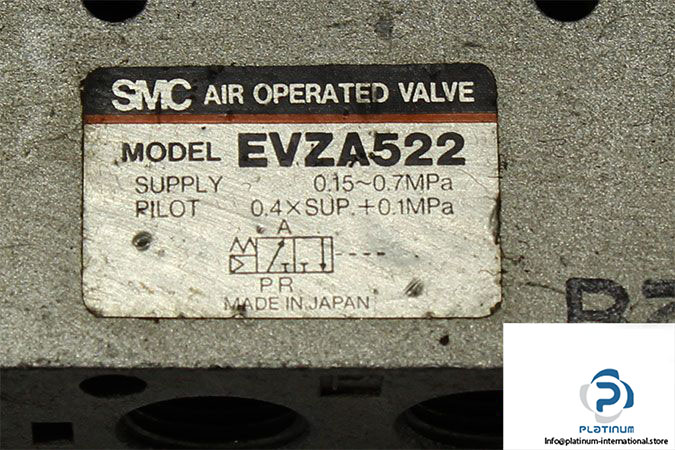 SMC AIR OPERATED VALVE
MODEL EVZA522
SUPPLY 0.15~0.7MPa
PILOT 0.4×SUP.+0.1MPa
A
P R
MADE IN JAPAN
P
PLATINUM
Info@platinum-international.store